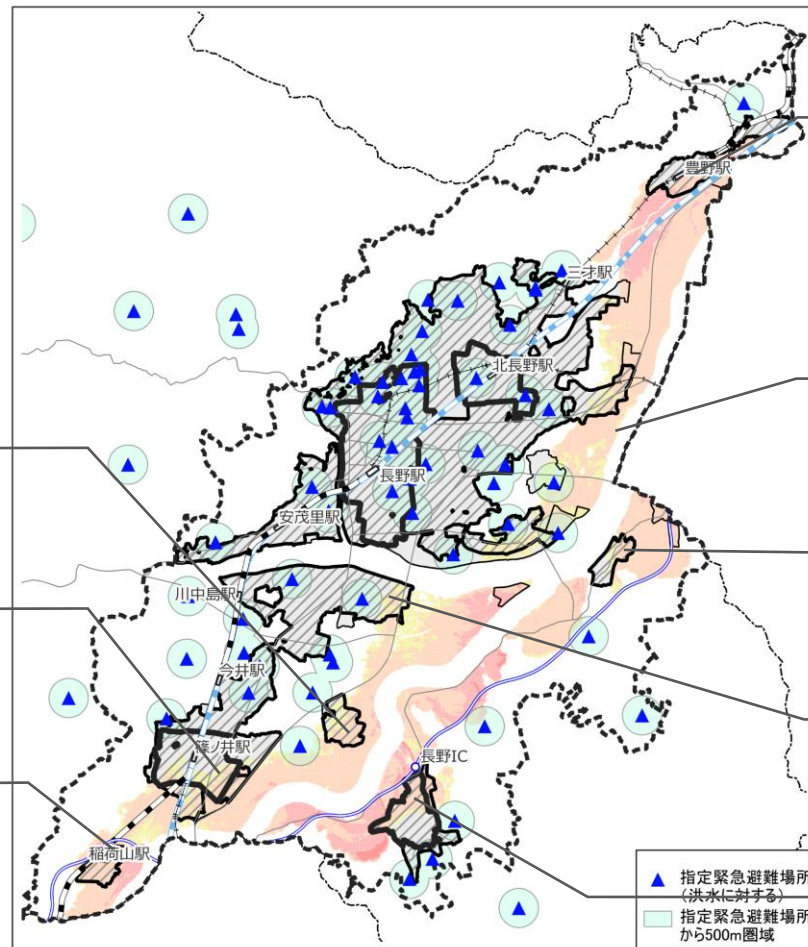 豊野駅
三才駅
北長野駅
長野駅
安茂里駅
川中島駅
今井駅
篠ノ井駅
長野IC
稲荷山駅
指定緊急避難場所
(洪水に対する)
指定緊急避難場所
から500m圏域